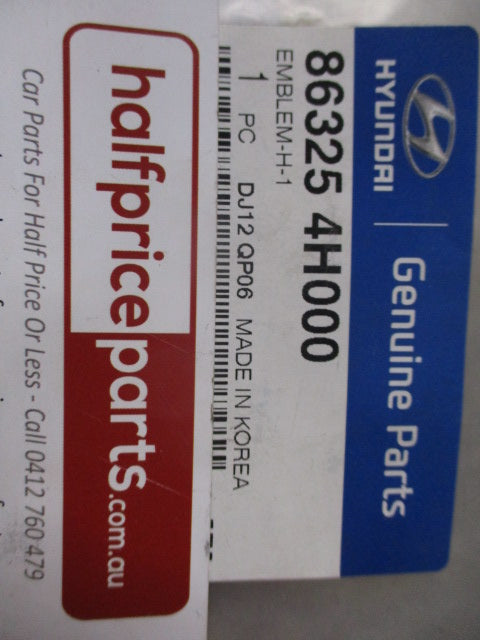 HYUNDAI Genuine Parts
86325 4H000
EMBLEM-H-1
1 PC DJ12 QP06 MADE IN KOREA
halfpriceparts.com.au
Car Parts For Half Price Or Less - Call 0412 760 479